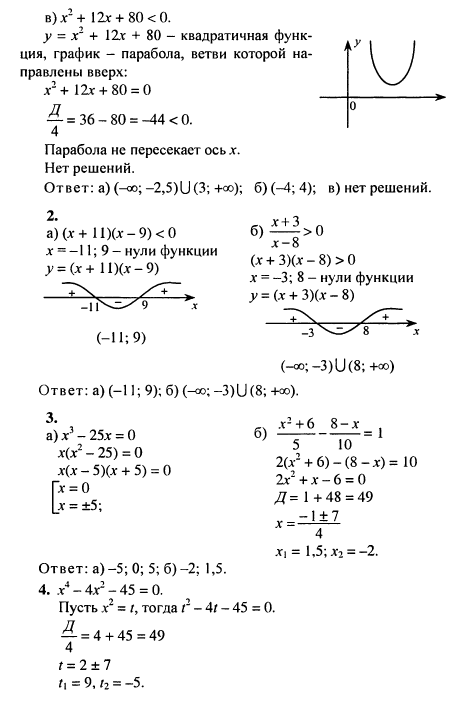 в) x² + 12x + 80 < 0.
y = x² + 12x + 80 – квадратичная функ-
ция, график – парабола, ветви которой на-
правлены вверх:
x² + 12x + 80 = 0
Д/4 = 36 – 80 = –44 < 0.
Парабола не пересекает ось x.
Нет решений.
y
0
Ответ: а) (–∞; –2,5)⋃(3; +∞); б) (–4; 4); в) нет решений.
2.
а) (x + 11)(x – 9) < 0
x = –11; 9 – нули функции
y = (x + 11)(x – 9)
+ – +
–11 9 x
(–11; 9)
б) (x+3)/(x–8) > 0
(x + 3)(x – 8) > 0
x = –3; 8 – нули функции
y = (x + 3)(x – 8)
+ – +
–3 8 x
(–∞; –3)⋃(8; +∞)
Ответ: а) (–11; 9); б) (–∞; –3)⋃(8; +∞).
3.
а) x³ – 25x = 0
x(x² – 25) = 0
x(x – 5)(x + 5) = 0
[x = 0
[x = ±5;
б) (x² + 6)/5 – (8 – x)/10 = 1
2(x² + 6) – (8 – x) = 10
2x² + x – 6 = 0
Д = 1 + 48 = 49
x = (–1 ± 7)/4
x₁ = 1,5; x₂ = –2.
Ответ: а) –5; 0; 5; б) –2; 1,5.
4. x⁴ – 4x² – 45 = 0.
Пусть x² = t, тогда t² – 4t – 45 = 0.
Д/4 = 4 + 45 = 49
t = 2 ± 7
t₁ = 9, t₂ = –5.